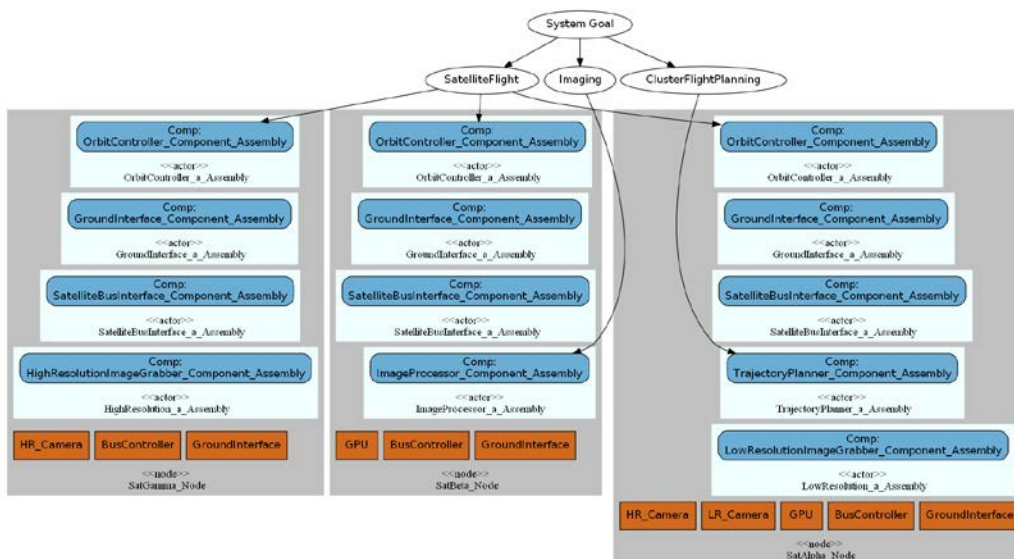 System Goal
SatelliteFlight
Imaging
ClusterFlightPlanning
Comp:
OrbitController_Component_Assembly
<<actor>>
OrbitController_a_Assembly
Comp:
GroundInterface_Component_Assembly
<<actor>>
GroundInterface_a_Assembly
Comp:
SatelliteBusInterface_Component_Assembly
<<actor>>
SatelliteBusInterface_a_Assembly
Comp:
HighResolutionImageGrabber_Component_Assembly
<<actor>>
HighResolution_a_Assembly
HR_Camera
BusController
GroundInterface
<<node>>
SatGamma_Node
Comp:
OrbitController_Component_Assembly
<<actor>>
OrbitController_a_Assembly
Comp:
GroundInterface_Component_Assembly
<<actor>>
GroundInterface_a_Assembly
Comp:
SatelliteBusInterface_Component_Assembly
<<actor>>
SatelliteBusInterface_a_Assembly
Comp:
ImageProcessor_Component_Assembly
<<actor>>
ImageProcessor_a_Assembly
GPU
BusController
GroundInterface
<<node>>
SatBeta_Node
Comp:
OrbitController_Component_Assembly
<<actor>>
OrbitController_a_Assembly
Comp:
GroundInterface_Component_Assembly
<<actor>>
GroundInterface_a_Assembly
Comp:
SatelliteBusInterface_Component_Assembly
<<actor>>
SatelliteBusInterface_a_Assembly
Comp:
TrajectoryPlanner_Component_Assembly
<<actor>>
TrajectoryPlanner_a_Assembly
Comp:
LowResolutionImageGrabber_Component_Assembly
<<actor>>
LowResolution_a_Assembly
HR_Camera
LR_Camera
GPU
BusController
GroundInterface
<<node>>
SatAlpha_Node